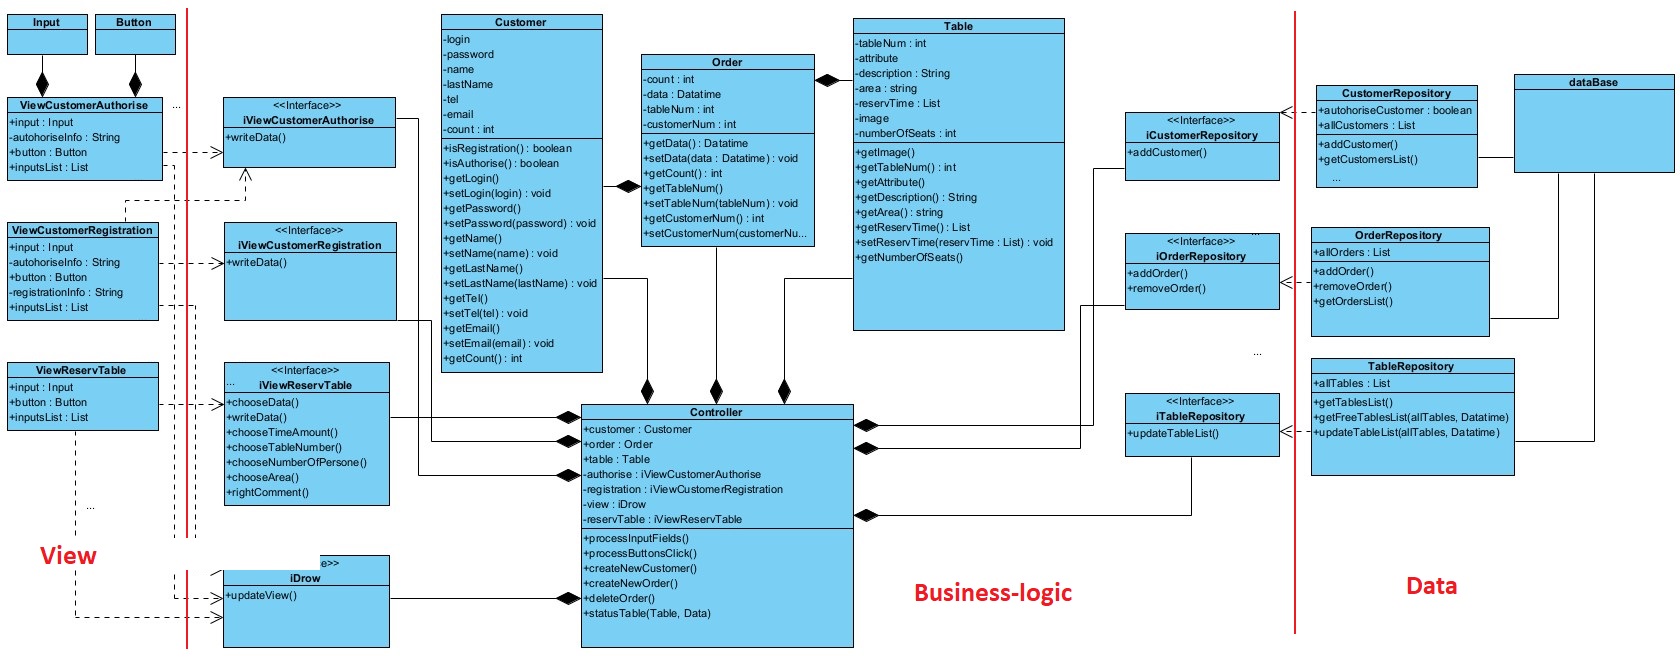 Input
Button
ViewCustomerAuthorise
+input : Input
-autohoriseInfo : String
+button : Button
+inputsList : List
...
ViewCustomerRegistration
+input : Input
-autohoriseInfo : String
+button : Button
-registrationInfo : String
+inputsList : List
ViewReservTable
+input : Input
+button : Button
+inputsList : List
...
View
<<Interface>>
iViewCustomerAuthorise
+writeData()
<<Interface>>
iViewCustomerRegistration
+writeData()
<<Interface>>
...
iViewReservTable
+chooseData()
+writeData()
+chooseTimeAmount()
+chooseTableNumber()
+chooseNumberOfPersone()
+chooseArea()
+rightComment()
e>>
iDrow
+updateView()
Customer
-login
-password
-name
-lastName
-tel
-email
-count : int
+isRegistration() : boolean
+isAuthorise() : boolean
+getLogin()
+setLogin(login) : void
+getPassword()
+setPassword(password) : void
+getName()
+setName(name) : void
+getLastName()
+setLastName(lastName) : void
+getTel()
+setTel(tel) : void
+getEmail()
+setEmail(email) : void
+getCount() : int
Order
-count : int
-data : Datatime
-tableNum : int
-customerNum : int
+getData() : Datatime
+setData(data : Datatime) : void
+getCount() : int
+getTableNum()
+setTableNum(tableNum) : void
+getCustomerNum() : int
+setCustomerNum(customerNu...
Table
-tableNum : int
-attribute
-description : String
-area : string
-reservTime : List
-image
-numberOfSeats : int
+getImage()
+getTableNum() : int
+getAttribute()
+getDescription() : String
+getArea() : string
+getReservTime() : List
+setReservTime(reservTime : List) : void
+getNumberOfSeats()
Controller
+customer : Customer
+order : Order
+table : Table
-authorise : iViewCustomerAuthorise
-registration : iViewCustomerRegistration
-view : iDrow
-reservTable : iViewReservTable
+processInputFields()
+processButtonsClick()
+createNewCustomer()
+createNewOrder()
+deleteOrder()
+statusTable(Table, Data)
Business-logic
<<Interface>>
iCustomerRepository
+addCustomer()
...
<<Interface>>
iOrderRepository
+addOrder()
+removeOrder()
...
<<Interface>>
iTableRepository
+updateTableList()
CustomerRepository
+autohoriseCustomer : boolean
+allCustomers : List
+addCustomer()
+getCustomersList()
...
OrderRepository
+allOrders : List
+addOrder()
+removeOrder()
+getOrdersList()
TableRepository
+allTables : List
+getTablesList()
+getFreeTablesList(allTables, Datatime)
+updateTableList(allTables, Datatime)
dataBase
Data